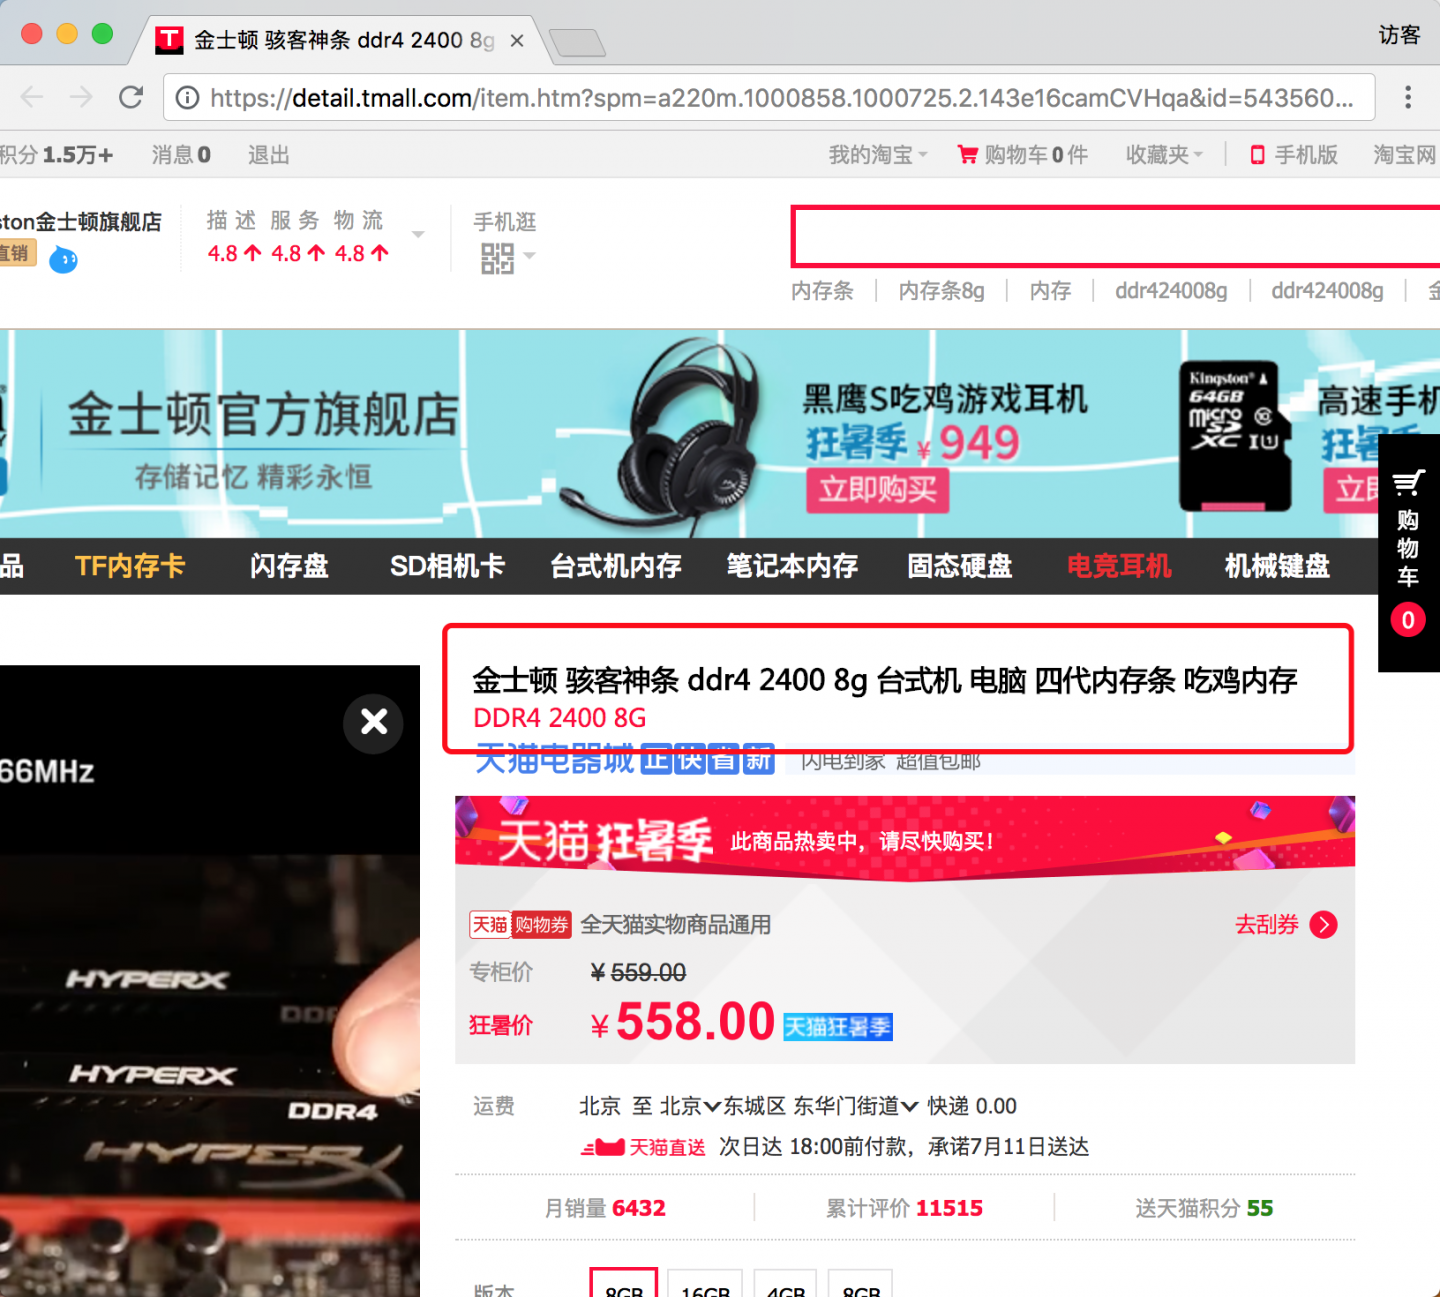 金士顿 骇客神条 ddr4 2400 8g
访客
https://detail.tmall.com/item.htm?spm=a220m.1000858.1000725.2.143e16camCVHqa&id=543560...
积分 1.5万+ 消息 0 退出 我的淘宝 购物车 0 件 收藏夹 手机版 淘宝网
ston金士顿旗舰店 描 述 服 务 物 流 手机逛
直销 4.8 4.8 4.8
内存条 内存条8g 内存 ddr424008g ddr424008g 金
金士顿官方旗舰店
存储记忆 精彩永恒
黑鹰S吃鸡游戏耳机
狂暑季 ¥ 949
立即购买
Kingston
64GB
micro SD XC I U1
高速手机
狂暑
立即
购物车
0
品 TF内存卡 闪存盘 SD相机卡 台式机内存 笔记本内存 固态硬盘 电竞耳机 机械键盘
金士顿 骇客神条 ddr4 2400 8g 台式机 电脑 四代内存条 吃鸡内存
DDR4 2400 8G
天猫电器城 正 快 省 新 闪电到家 超值包邮
66MHz
天猫 狂暑季 此商品热卖中，请尽快购买！
天猫 购物券 全天猫实物商品通用 去刮券
专柜价 ¥ 559.00
狂暑价 ¥ 558.00 天猫狂暑季
HYPERX
DDR
HYPERX
DDR4
HYPERX
运费 北京 至 北京 东城区 东华门街道 快递 0.00
天猫直送 次日达 18:00前付款，承诺7月11日送达
月销量 6432 累计评价 11515 送天猫积分 55
版本 8GB 16GB 4GB 8GB